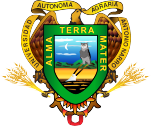 UNIVERSIDAD AUTONOMA AGRARIA ANTONIO NARRO
ALMA TERRA MATER